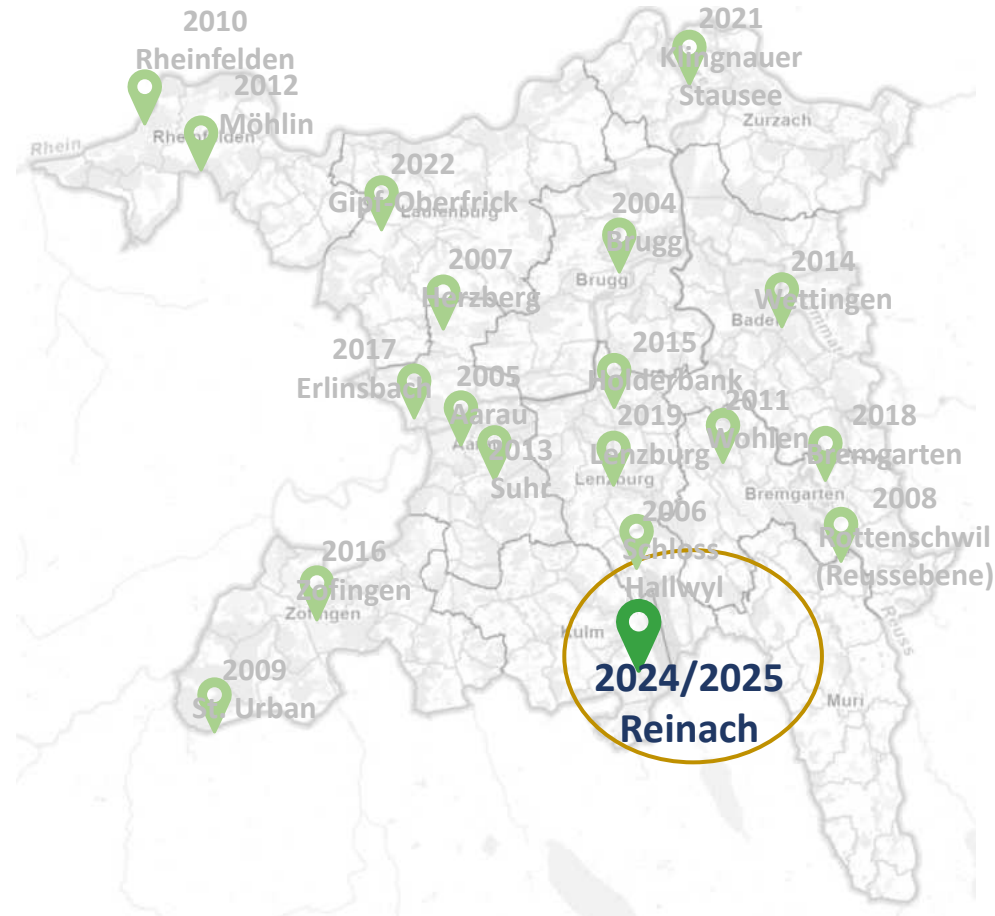 2010
Rheinfelden
2021
Klingnauer
Stausee
2012
Möhlin
Rhein
Rheinfelden
Zurzach
2022
Gipf-Oberfrick
Laufenburg
2004
Brugg
Brugg
2007
Herzberg
2014
Wettingen
Baden
Limmat
2017
Erlinsbach
2005
Aarau
Aarau
2015
Holderbank
2013
Suhr
2019
Lenzburg
Lenzburg
2011
Wohlen
2018
Bremgarten
Bremgarten
2006
Schloss
Hallwyl
2008
Rottenschwil
(Reussebene)
Reuss
2016
Zofingen
Zofingen
Kulm
2024/2025
Reinach
2009
St. Urban
Muri